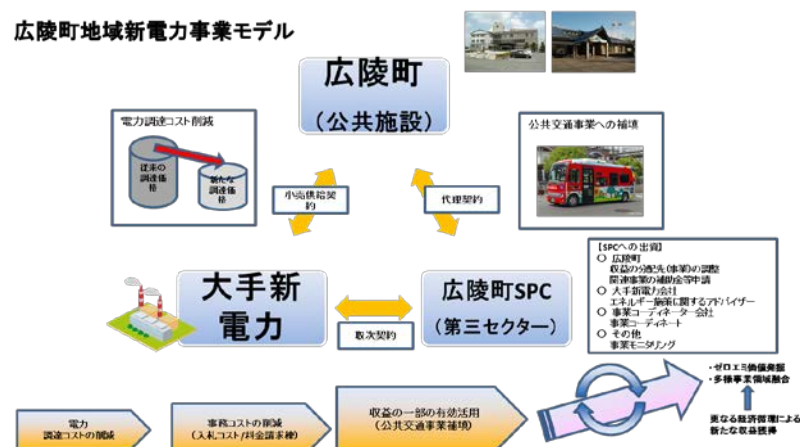 広陵町地域新電力事業モデル
広陵町
(公共施設)
電力調達コスト削減
従来の
調達価
格
新たな
調達価
格
公共交通事業への補填
小売供給契
約
代理契約
大手新
電力
広陵町SPC
(第三セクター)
取次契約
【SPCへの出資】
○ 広陵町
収益の分配先(事業)の調整
関連事業の補助金等申請
○ 大手新電力会社
エネルギー施策に関するアドバイザー
○ 事業コーディネーター会社
事業コーディネート
○ その他
事業モニタリング
・ゼロエミ価値発掘
・多様事業領域融合
更なる経済循環による
新たな収益獲得
電力
調達コストの削減
事務コストの削減
(入札コスト/料金請求様)
収益の一部の有効活用
(公共交通事業補填)